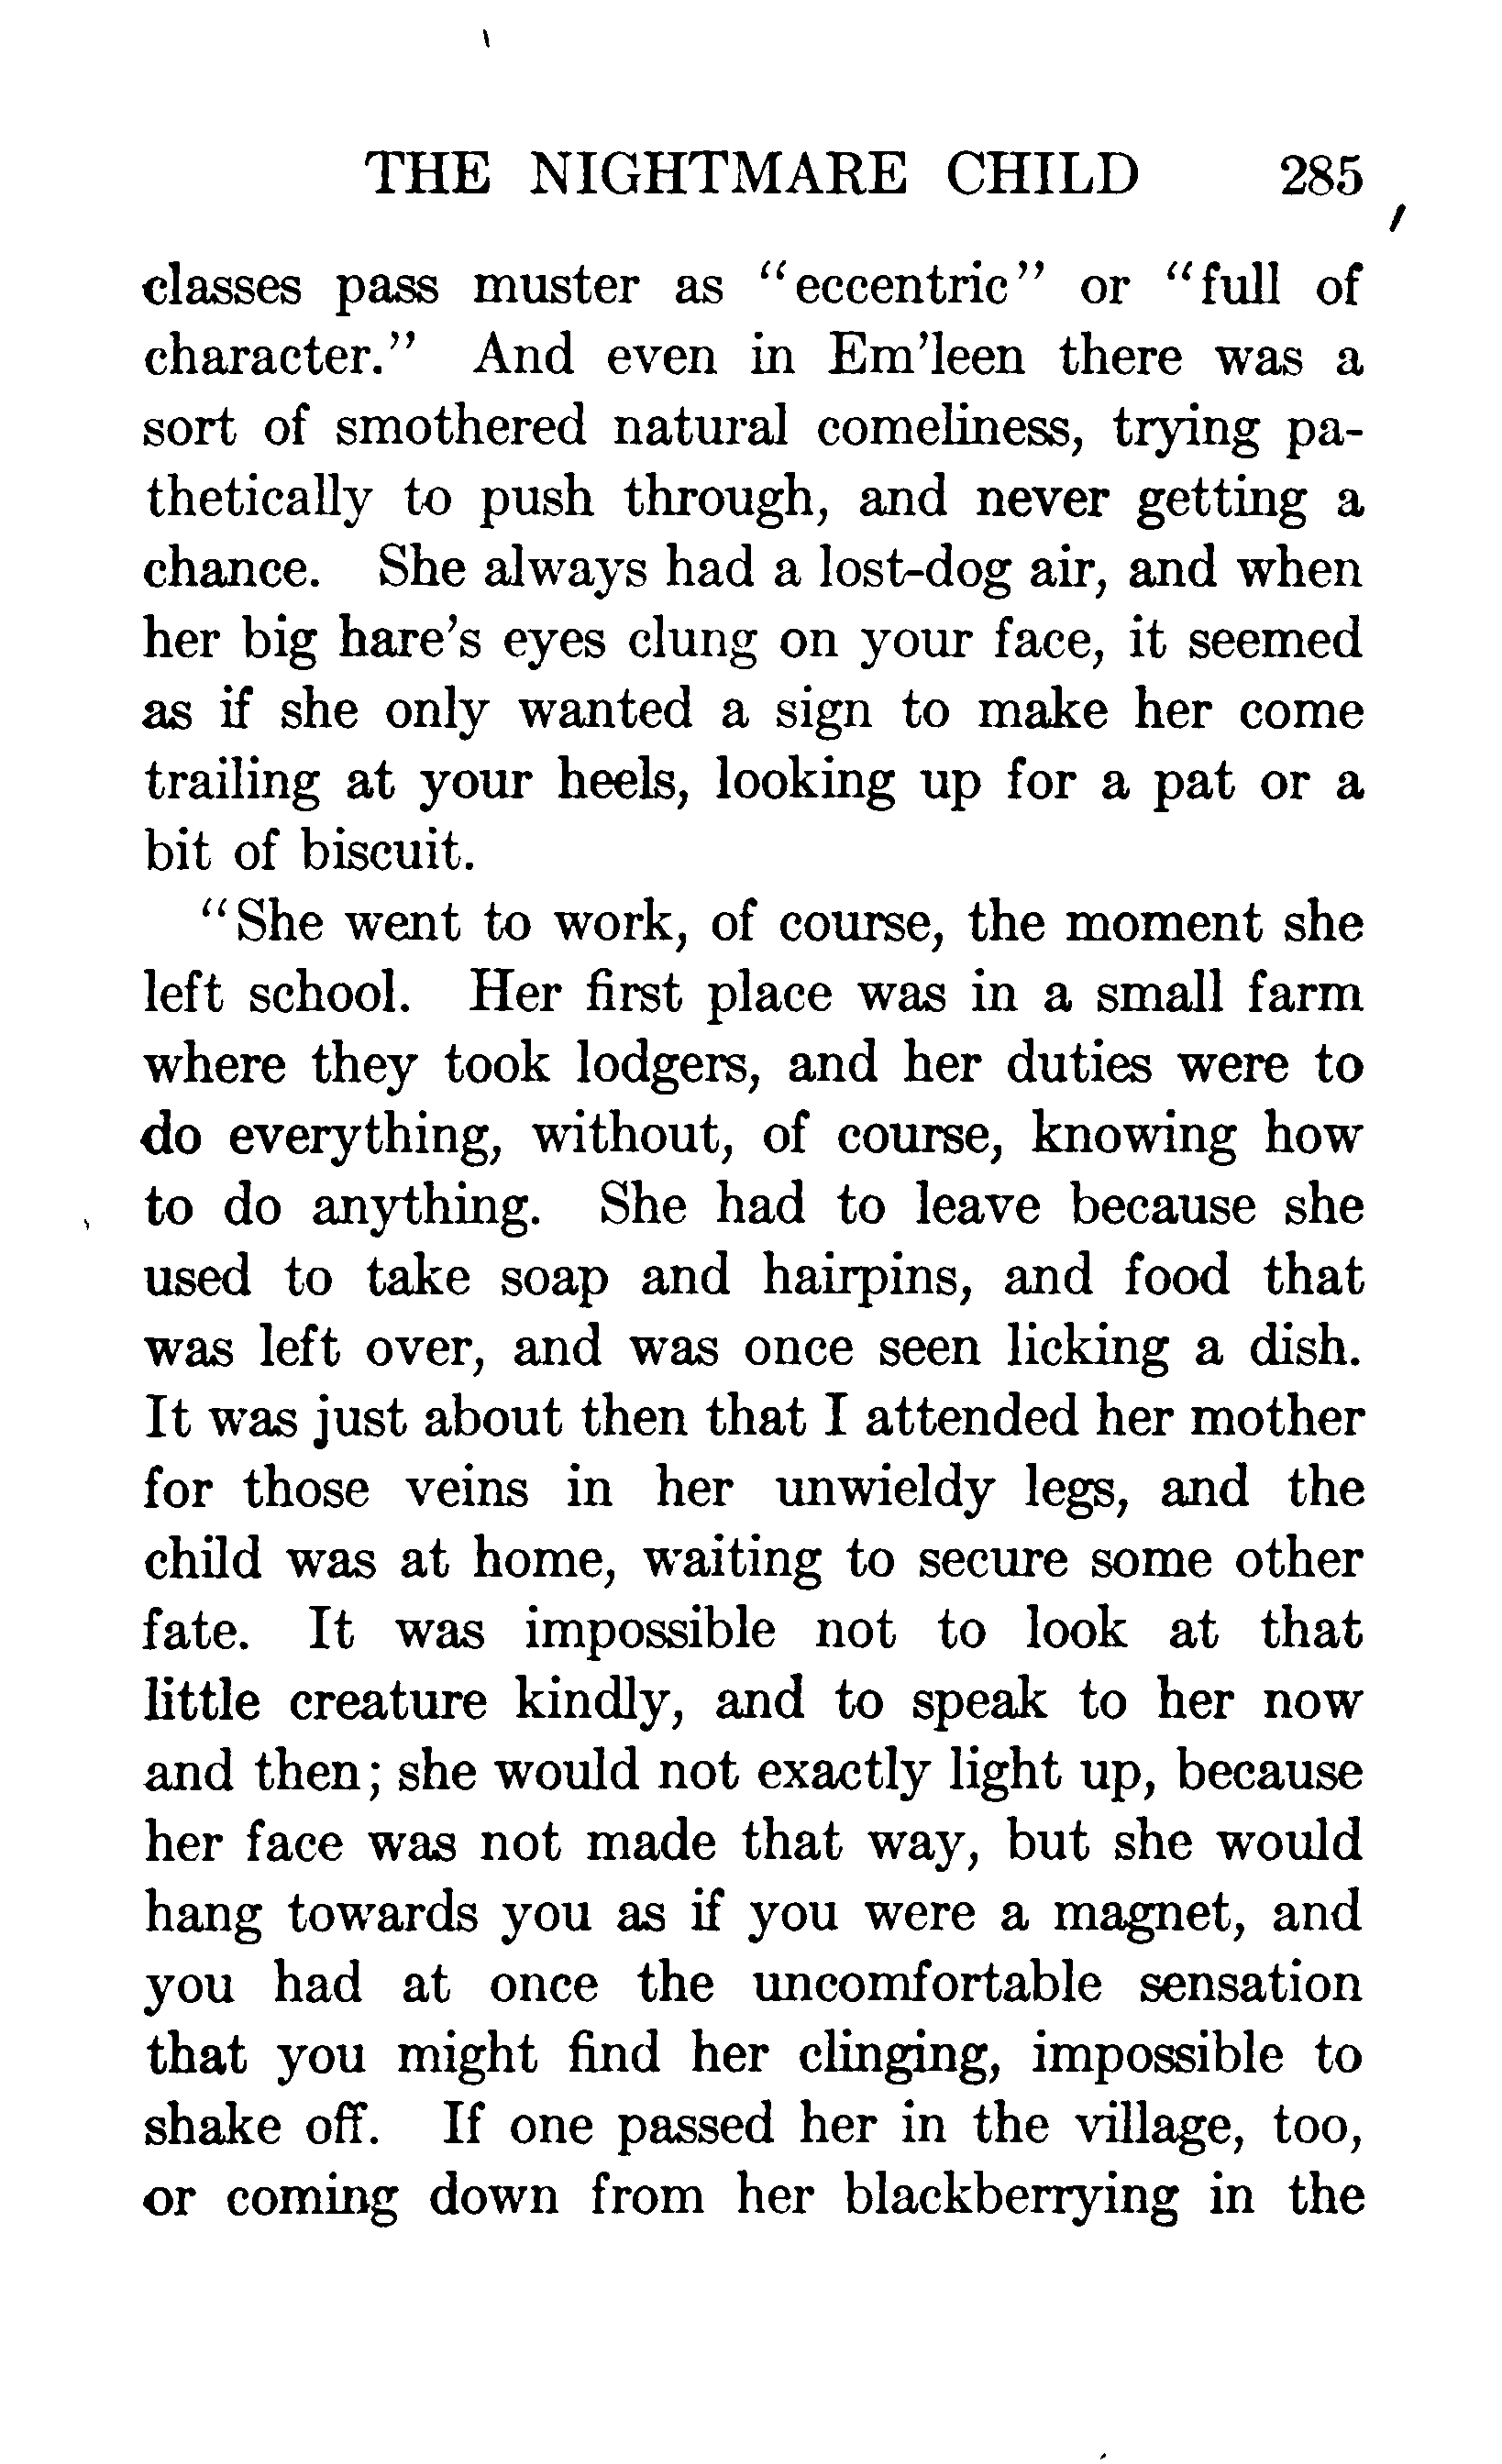 THE NIGHTMARE CHILD 285
classes pass muster as "eccentric" or "full of
character." And even in Em'leen there was a
sort of smothered natural comeliness, trying pa-
thetically to push through, and never getting a
chance. She always had a lost-dog air, and when
her big hare's eyes clung on your face, it seemed
as if she only wanted a sign to make her come
trailing at your heels, looking up for a pat or a
bit of biscuit.
"She went to work, of course, the moment she
left school. Her first place was in a small farm
where they took lodgers, and her duties were to
do everything, without, of course, knowing how
to do anything. She had to leave because she
used to take soap and hairpins, and food that
was left over, and was once seen licking a dish.
It was just about then that I attended her mother
for those veins in her unwieldy legs, and the
child was at home, waiting to secure some other
fate. It was impossible not to look at that
little creature kindly, and to speak to her now
and then; she would not exactly light up, because
her face was not made that way, but she would
hang towards you as if you were a magnet, and
you had at once the uncomfortable sensation
that you might find her clinging, impossible to
shake off. If one passed her in the village, too,
or coming down from her blackberrying in the